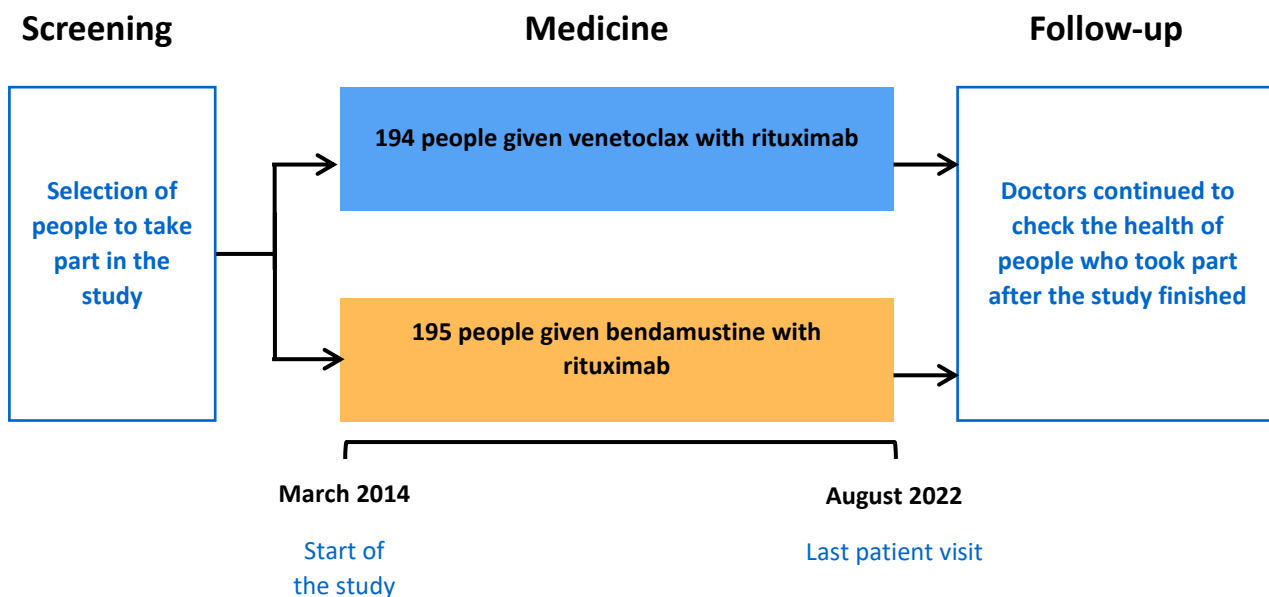 Screening
Medicine
Follow-up
Selection of
people to take
part in the
study
194 people given venetoclax with rituximab
195 people given bendamustine with
rituximab
Doctors continued to
check the health of
people who took part
after the study finished
March 2014
Start of
the study
August 2022
Last patient visit